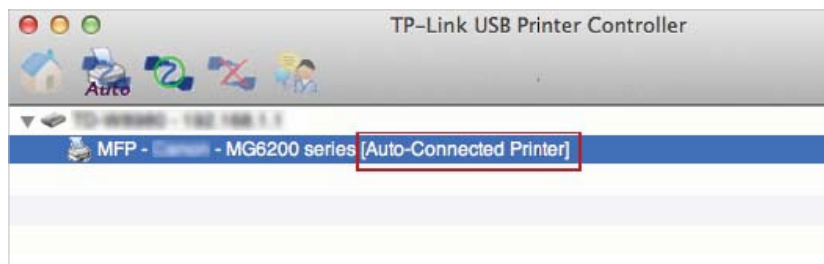 TP-Link USB Printer Controller
Auto
MFP - - MG6200 series [Auto-Connected Printer]